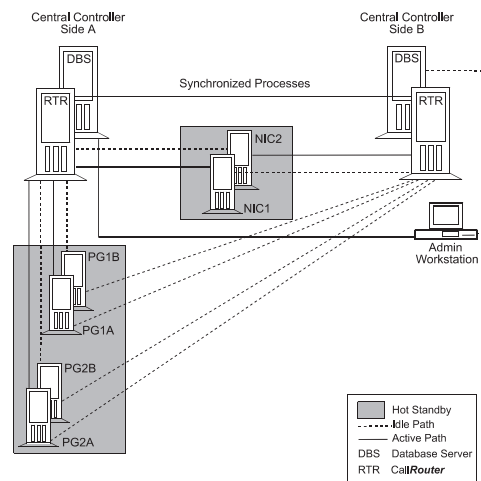 Central Controller
Side A
Central Controller
Side B
DBS
DBS
RTR
Synchronized Processes
RTR
NIC2
NIC1
Admin
Workstation
PG1B
PG1A
PG2B
PG2A
Hot Standby
Idle Path
Active Path
DBS Database Server
RTR CallRouter